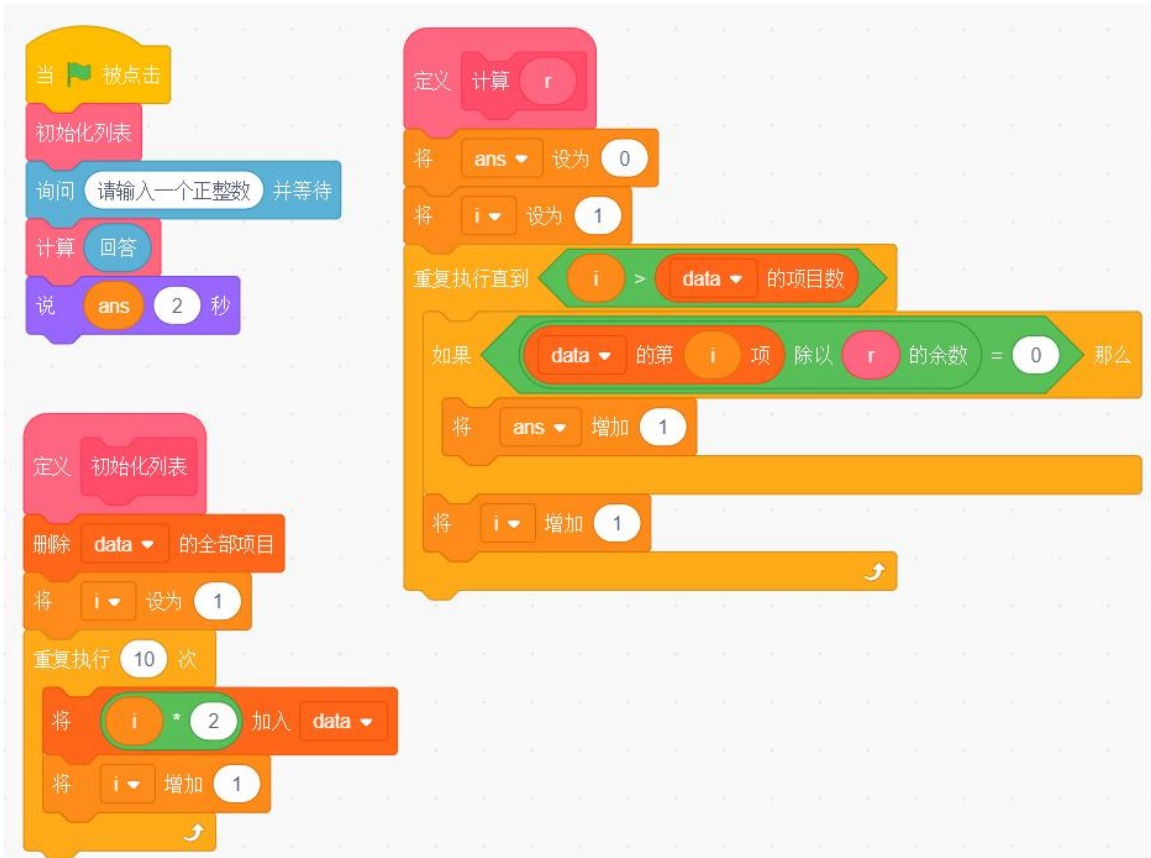 当 被点击
初始化列表
询问 请输入一个正整数 并等待
计算 回答
说 ans 2 秒
定义 初始化列表
删除 data 的全部项目
将 i 设为 1
重复执行 10 次
将 i * 2 加入 data
将 i 增加 1
定义 计算 r
将 ans 设为 0
将 i 设为 1
重复执行直到 i > data 的项目数
如果 data 的第 i 项 除以 r 的余数 = 0 那么
将 ans 增加 1
将 i 增加 1